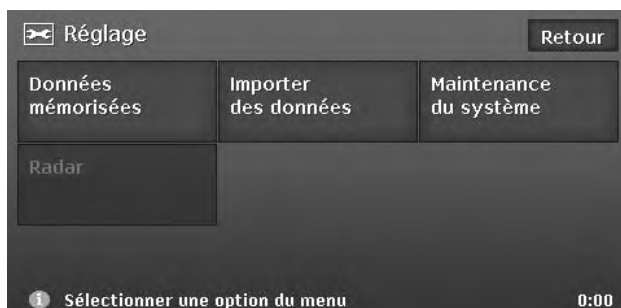 Réglage
Retour
Données
mémorisées
Importer
des données
Maintenance
du système
Radar
Sélectionner une option du menu
0:00